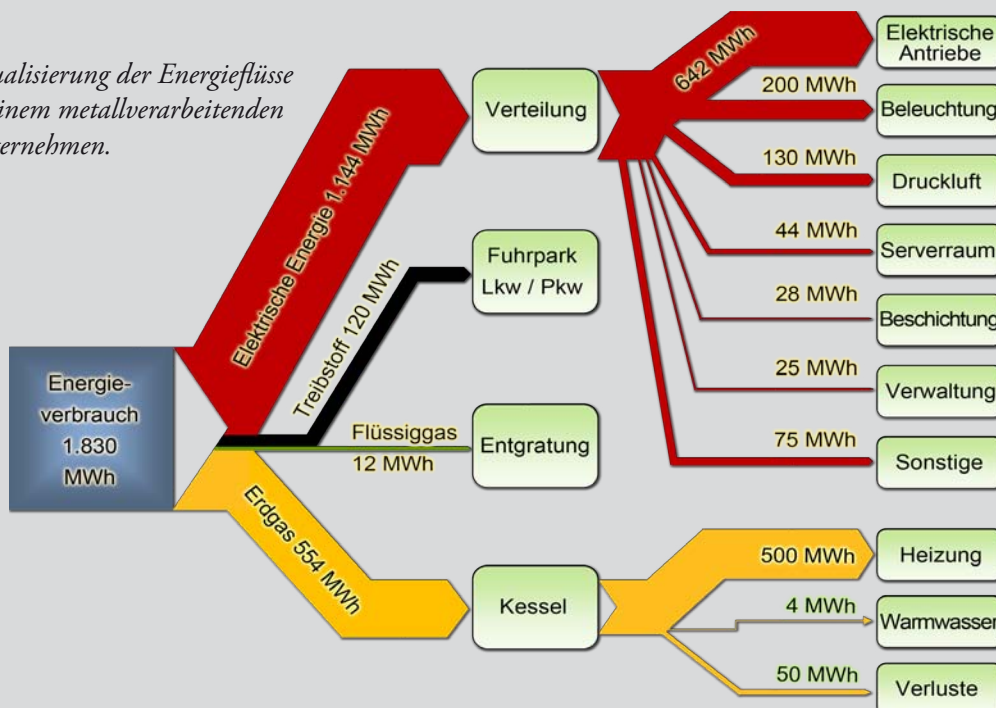 ualisierung der Energieflüsse
inem metallverarbeitenden
ernehmen.
Energie-
verbrauch
1.830
MWh
Elektrische Energie 1.144 MWh
Treibstoff 120 MWh
Flüssiggas
12 MWh
Erdgas 554 MWh
Verteilung
Fuhrpark
Lkw / Pkw
Entgratung
Kessel
642 MWh
Elektrische
Antriebe
200 MWh
Beleuchtung
130 MWh
Druckluft
44 MWh
Serverraum
28 MWh
Beschichtung
25 MWh
Verwaltung
75 MWh
Sonstige
500 MWh
Heizung
4 MWh
Warmwasser
50 MWh
Verluste